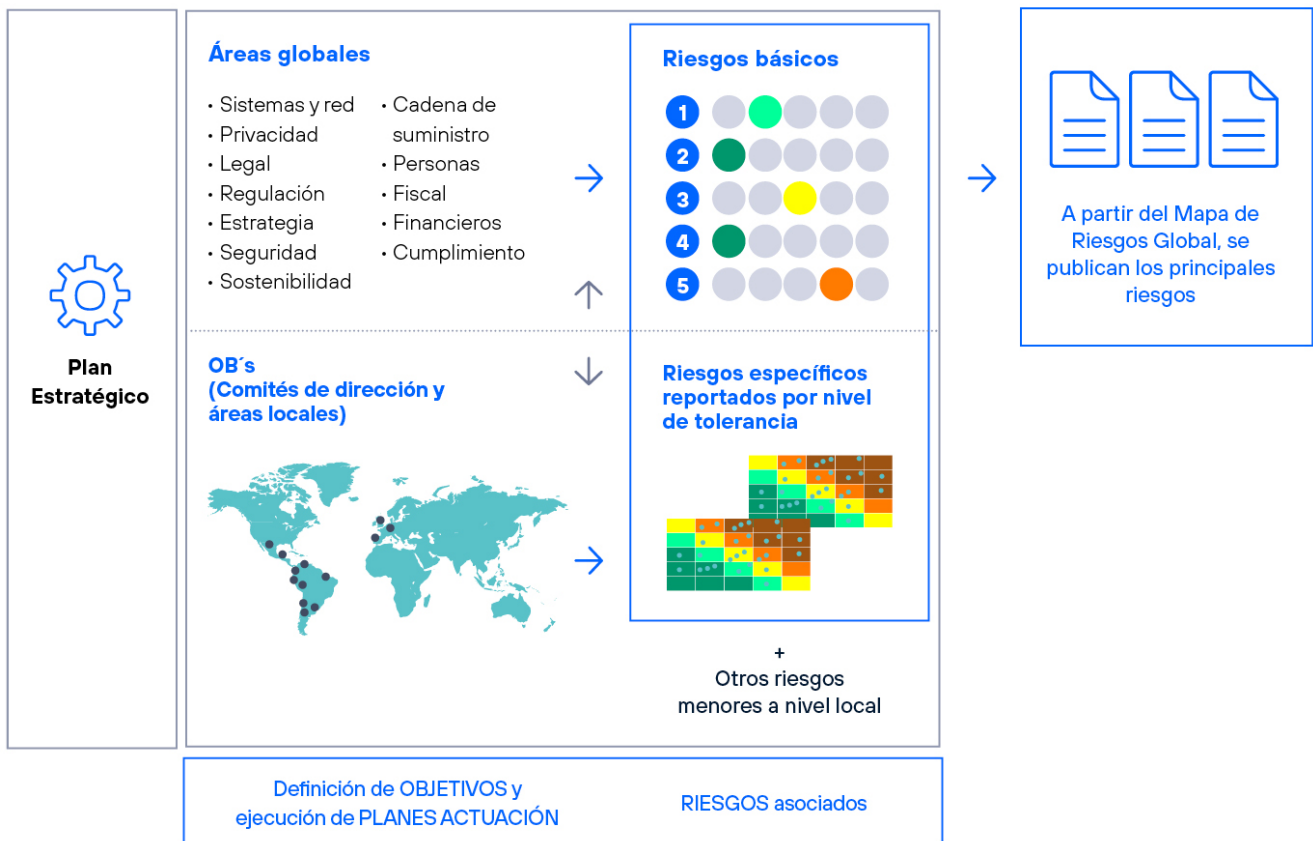 Plan
Estratégico
Áreas globales
• Sistemas y red
• Privacidad
• Legal
• Regulación
• Estrategia
• Seguridad
• Sostenibilidad
• Cadena de
suministro
• Personas
• Fiscal
• Financieros
• Cumplimiento
Riesgos básicos
1
2
3
4
5
OB´s
(Comités de dirección y
áreas locales)
Riesgos específicos
reportados por nivel
de tolerancia
+
Otros riesgos
menores a nivel local
A partir del Mapa de
Riesgos Global, se
publican los principales
riesgos
Definición de OBJETIVOS y
ejecución de PLANES ACTUACIÓN
RIESGOS asociados